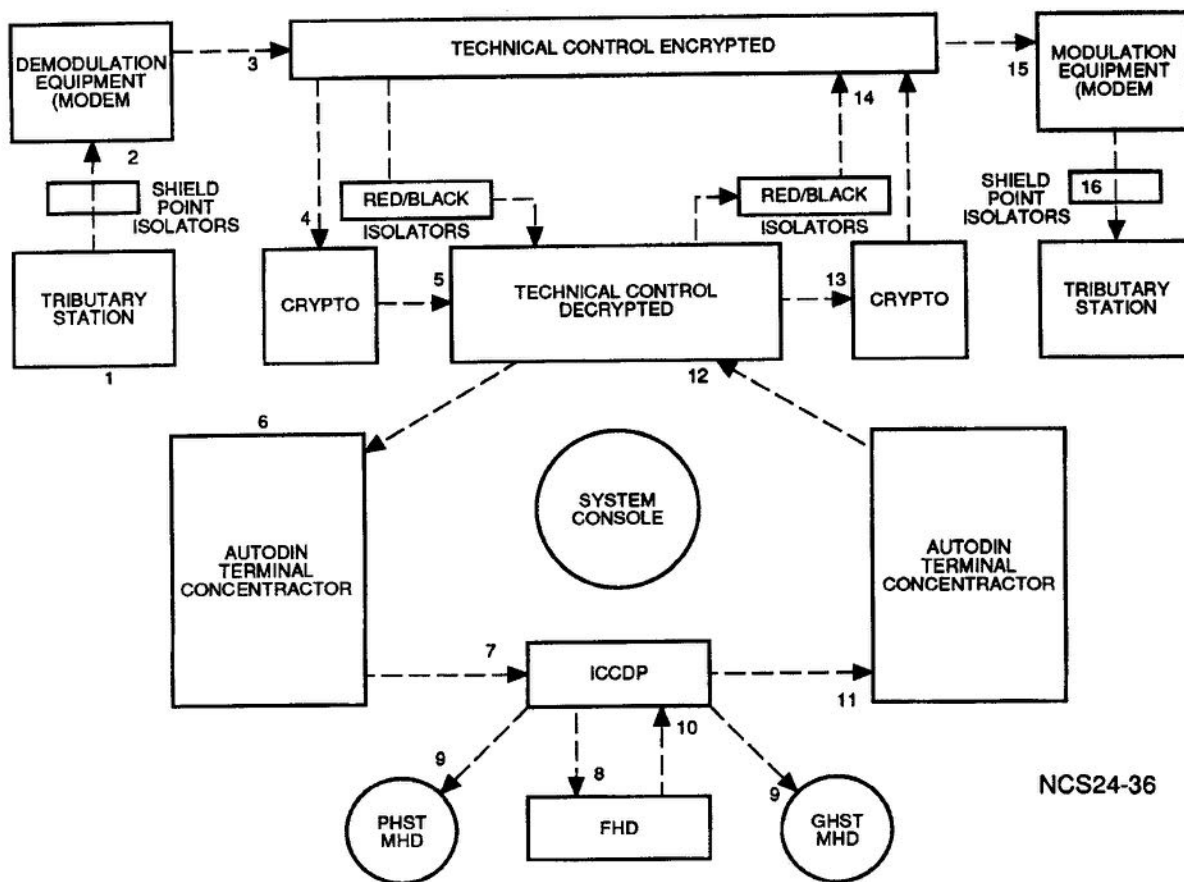 DEMODULATION
EQUIPMENT
(MODEM
3
TECHNICAL CONTROL ENCRYPTED
15
MODULATION
EQUIPMENT
(MODEM
2
SHIELD
POINT
ISOLATORS
4
RED/BLACK
ISOLATORS
14
RED/BLACK
ISOLATORS
SHIELD
POINT
ISOLATORS
16
TRIBUTARY
STATION
1
CRYPTO
5
TECHNICAL CONTROL
DECRYPTED
13
CRYPTO
TRIBUTARY
STATION
12
6
AUTODIN
TERMINAL
CONCENTRACTOR
SYSTEM
CONSOLE
AUTODIN
TERMINAL
CONCENTRACTOR
7
ICCDP
11
9
8
10
9
PHST
MHD
FHD
GHST
MHD
NCS24-36